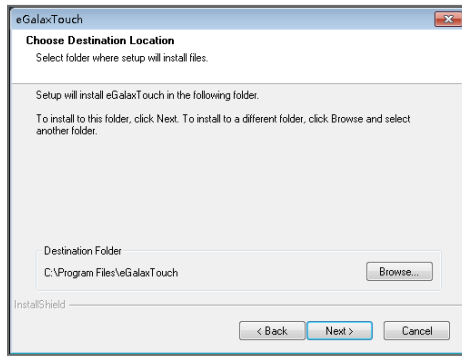 eGalaxTouch
Choose Destination Location
Select folder where setup will install files.
Setup will install eGalaxTouch in the following folder.
To install to this folder, click Next. To install to a different folder, click Browse and select
another folder.
Destination Folder
C:\Program Files\eGalaxTouch
Browse...
InstallShield
< Back
Next >
Cancel